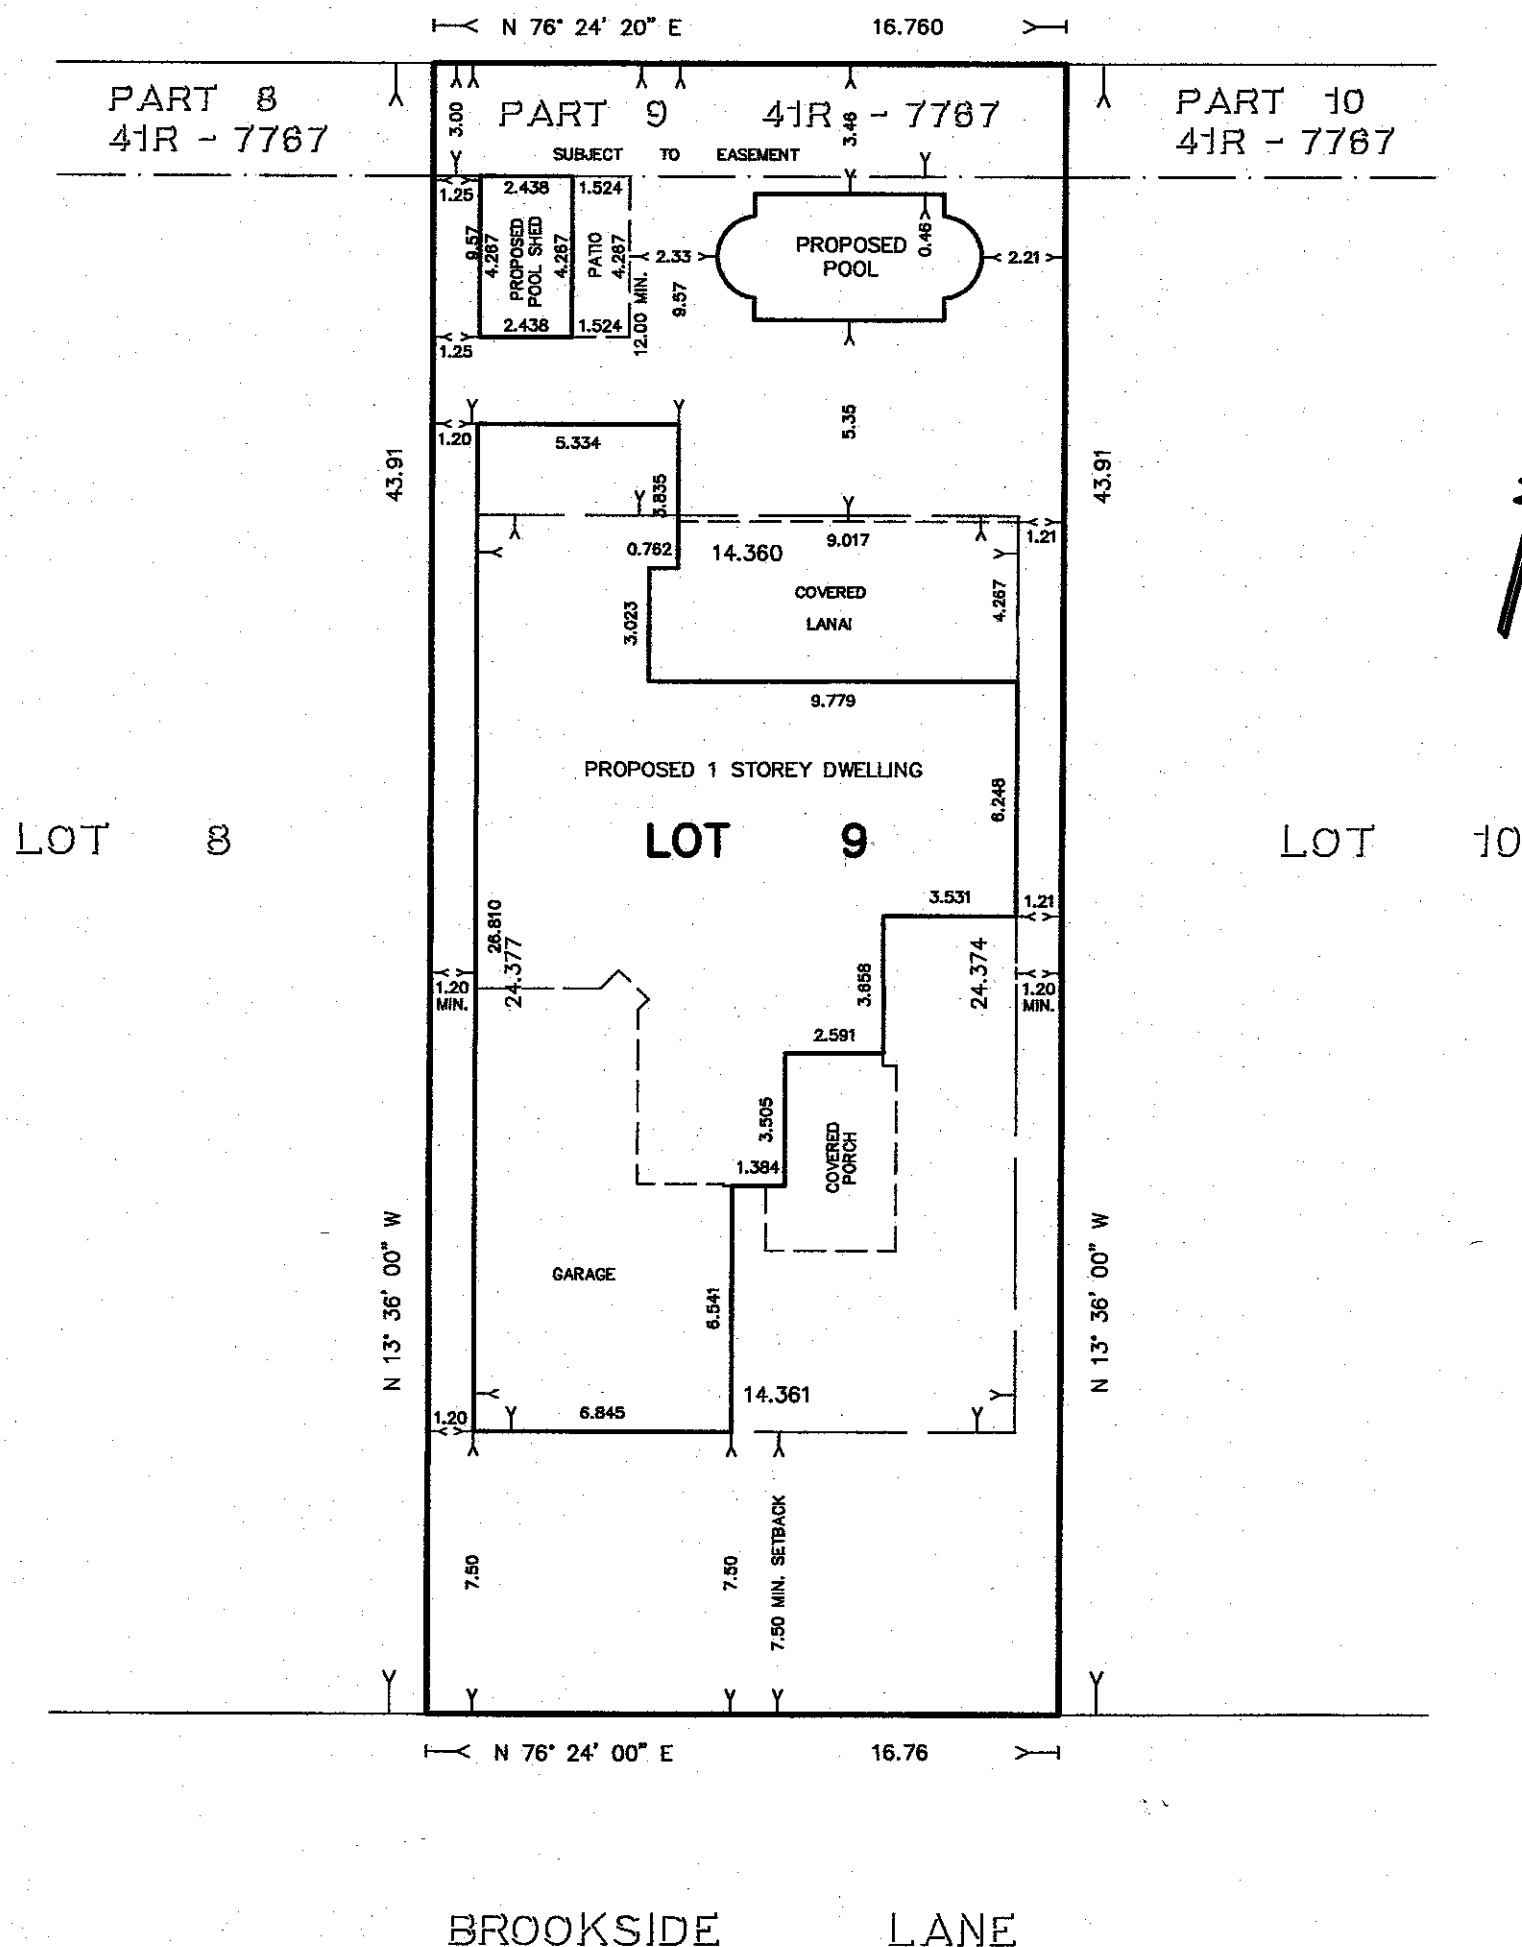 N 76° 24' 20" E 16.760
PART 8
41R - 7767
PART 9 41R - 7767
PART 10
41R - 7767
3.00
3.46
SUBJECT TO EASEMENT
1.25
2.438
1.524
9.57
4.267
PROPOSED
POOL SHED
4.267
PATIO
4.267
2.33
PROPOSED
POOL
0.46
2.21
12.00 MIN.
9.57
2.438
1.524
1.25
1.20
5.334
5.35
43.91
43.91
3.835
0.762
14.360
9.017
1.21
COVERED
LANAI
4.267
3.023
9.779
PROPOSED 1 STOREY DWELLING
6.248
LOT 8
LOT 9
LOT 10
3.531
1.21
26.810
24.377
3.658
24.374
1.20
MIN.
1.20
MIN.
2.591
3.505
COVERED
PORCH
1.384
N 13° 36' 00" W
N 13° 36' 00" W
GARAGE
6.541
14.361
1.20
6.845
7.50
7.50
7.50 MIN. SETBACK
N 76° 24' 00" E 16.76
BROOKSIDE LANE